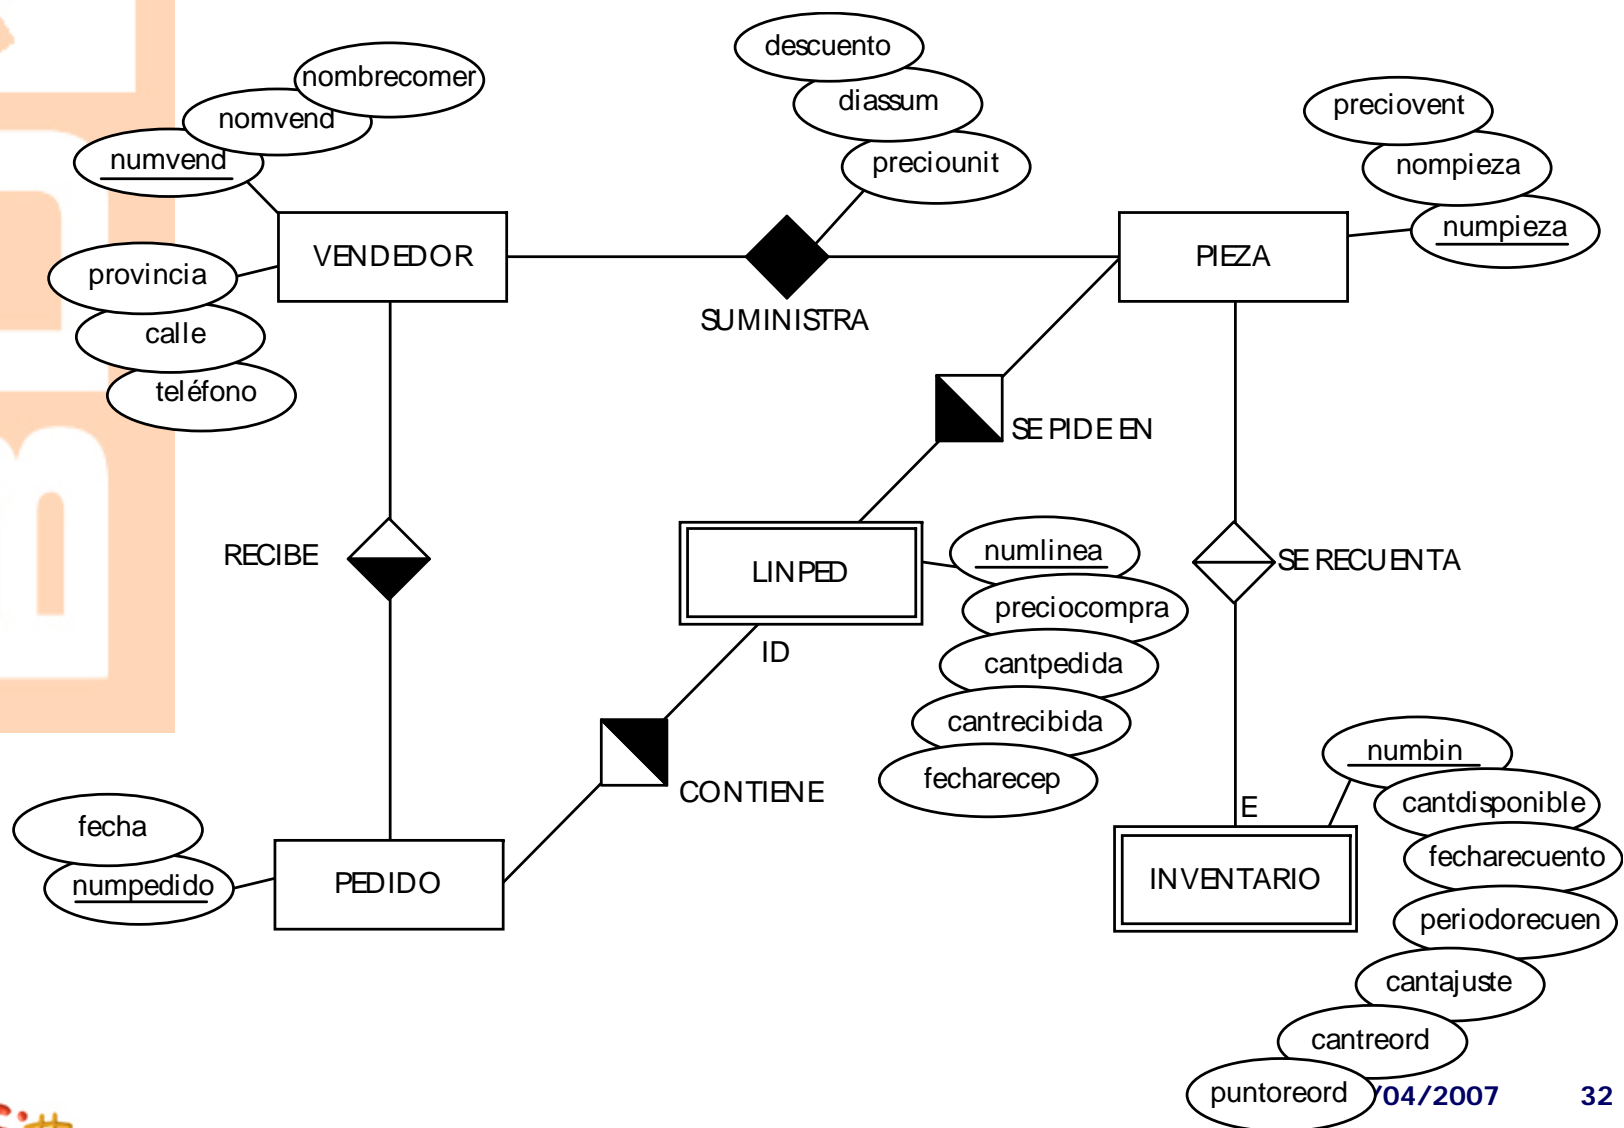 descuento
nombrecomer
diassum
preciovent
nomvend
numvend
preciounit
nompieza
numpieza
VENDEDOR
PIEZA
provincia
SUMINISTRA
calle
teléfono
SE PIDE EN
RECIBE
LINPED
numlinea
SE RECUENTA
preciocompra
ID
cantpedida
cantrecibida
numbin
fecharecep
CONTIENE
E
cantdisponible
fecha
fecharecuento
numpedido
PEDIDO
INVENTARIO
periodorecuen
cantajuste
cantreord
puntoreord
/04/2007 32